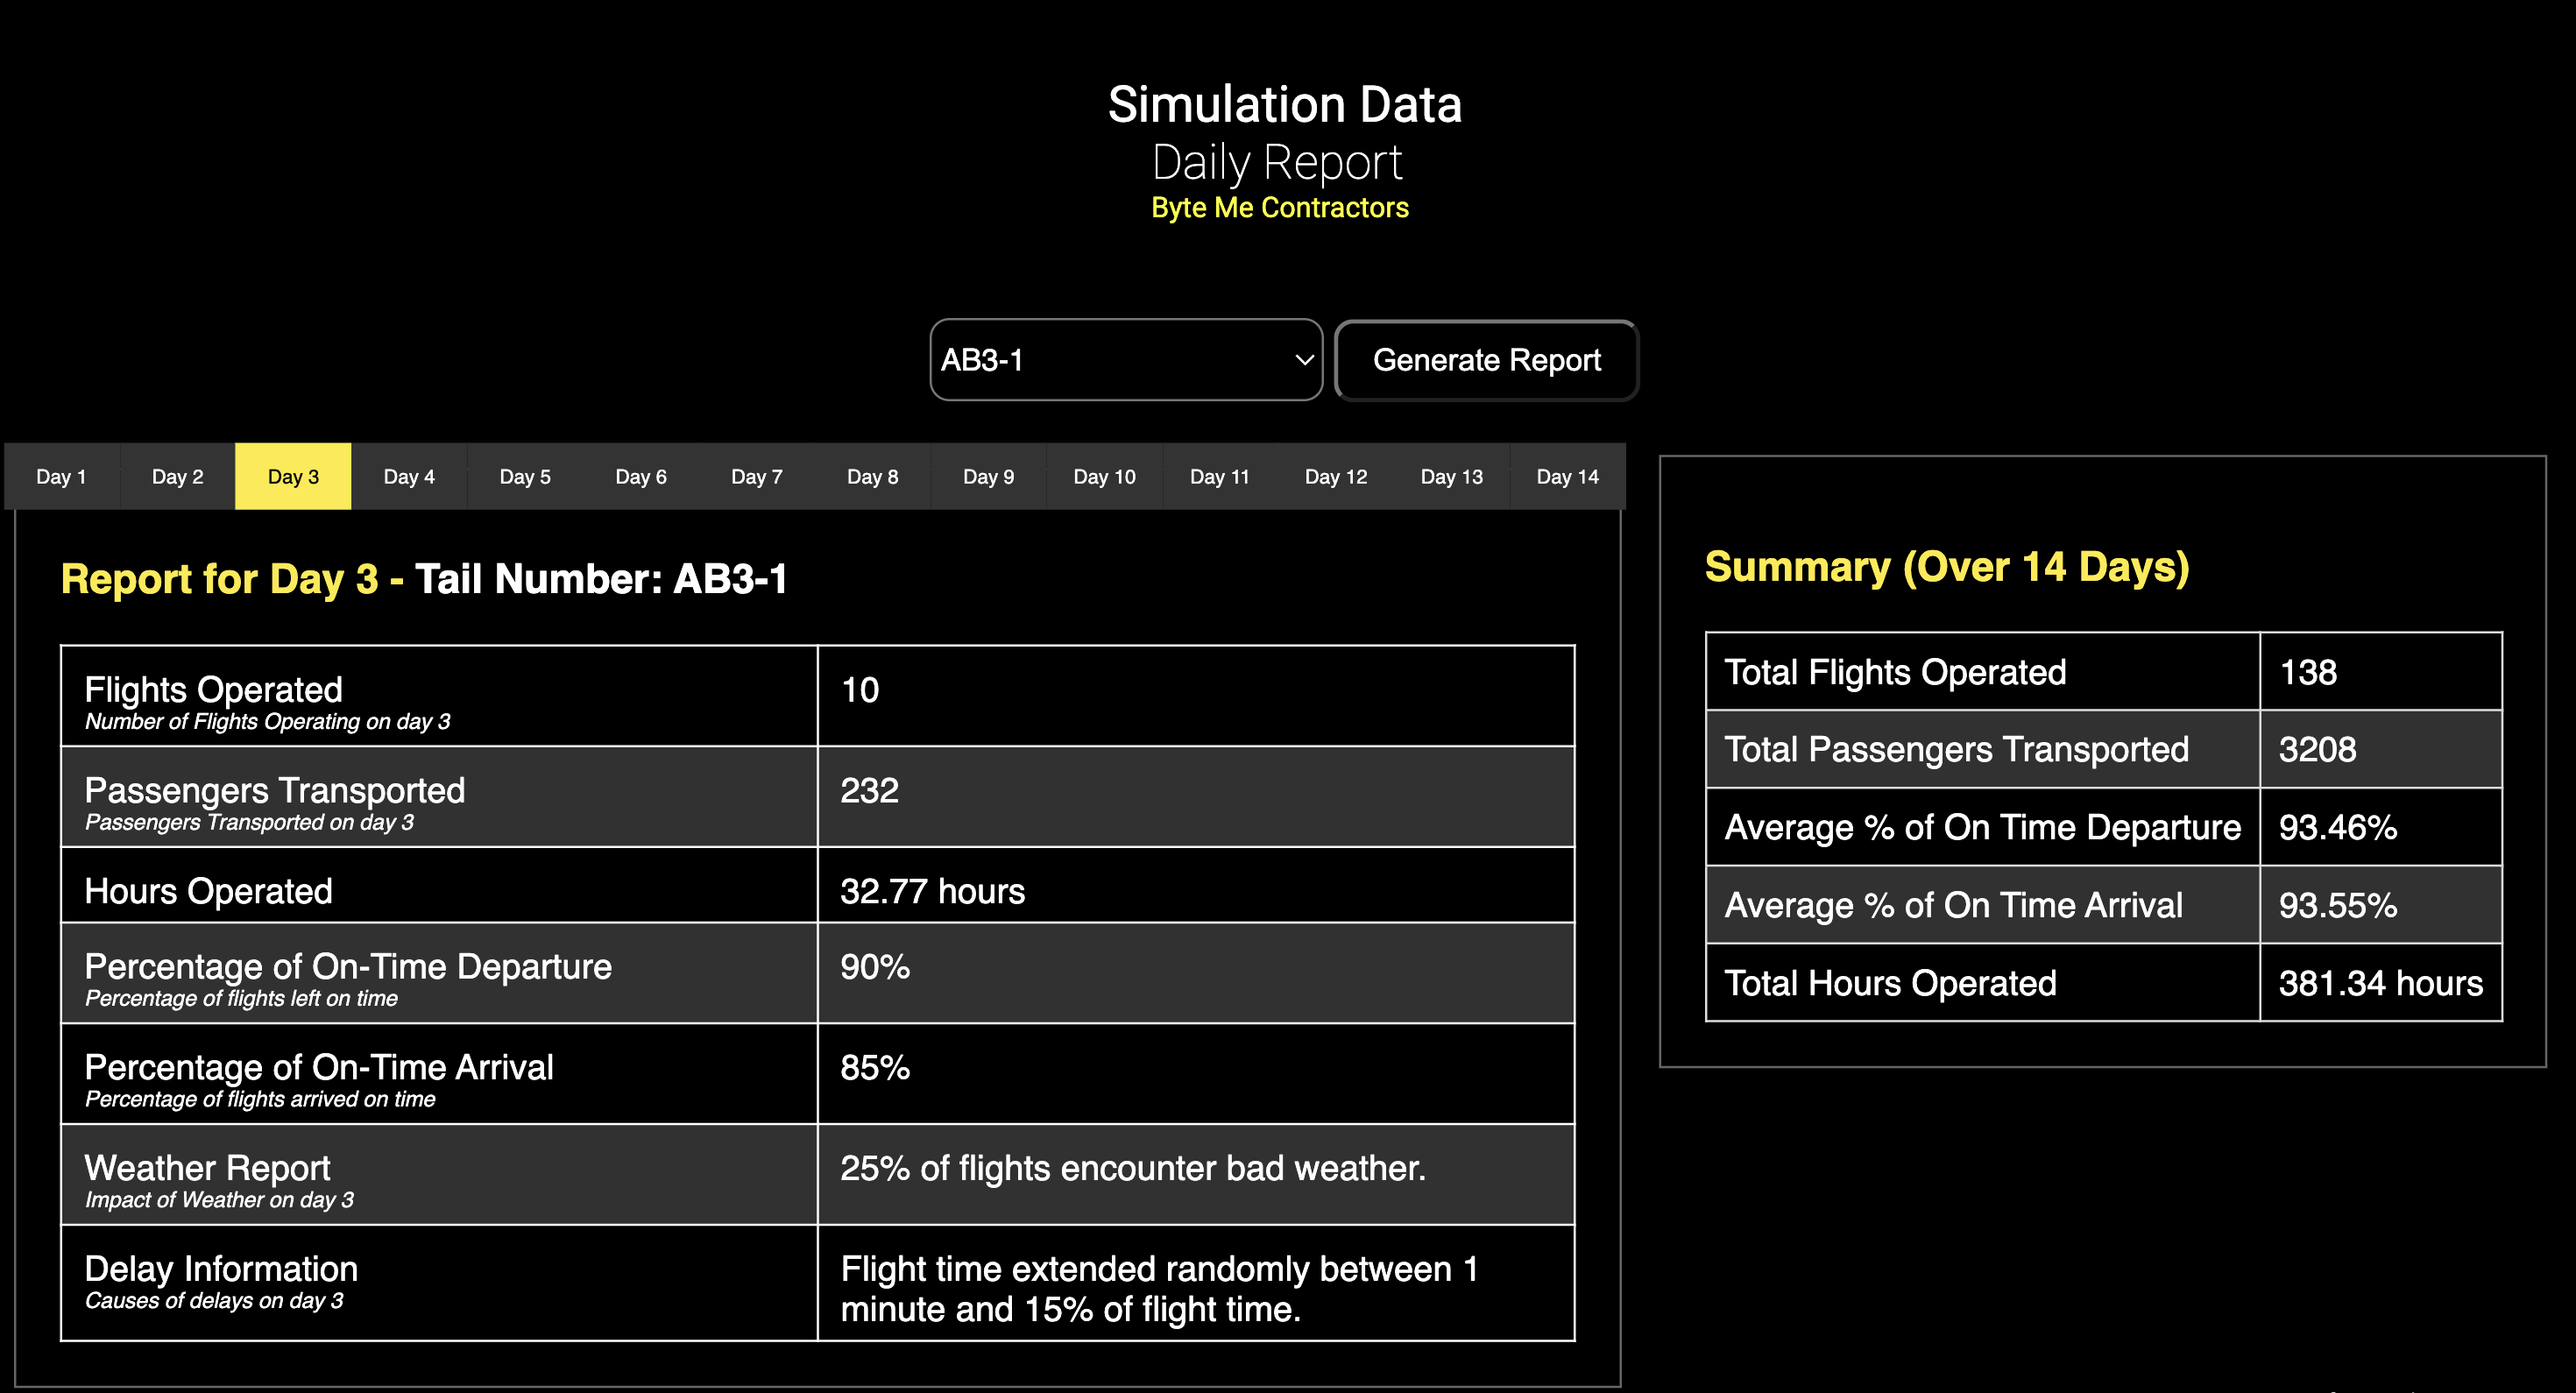 Simulation Data
Daily Report
Byte Me Contractors
AB3-1
Generate Report
Day 1 Day 2 Day 3 Day 4 Day 5 Day 6 Day 7 Day 8 Day 9 Day 10 Day 11 Day 12 Day 13 Day 14
Report for Day 3 - Tail Number: AB3-1
Flights Operated 10
Number of Flights Operating on day 3
Passengers Transported 232
Passengers Transported on day 3
Hours Operated 32.77 hours
Percentage of On-Time Departure 90%
Percentage of flights left on time
Percentage of On-Time Arrival 85%
Percentage of flights arrived on time
Weather Report 25% of flights encounter bad weather.
Impact of Weather on day 3
Delay Information
Causes of delays on day 3
Flight time extended randomly between 1
minute and 15% of flight time.
Summary (Over 14 Days)
Total Flights Operated 138
Total Passengers Transported 3208
Average % of On Time Departure 93.46%
Average % of On Time Arrival 93.55%
Total Hours Operated 381.34 hours